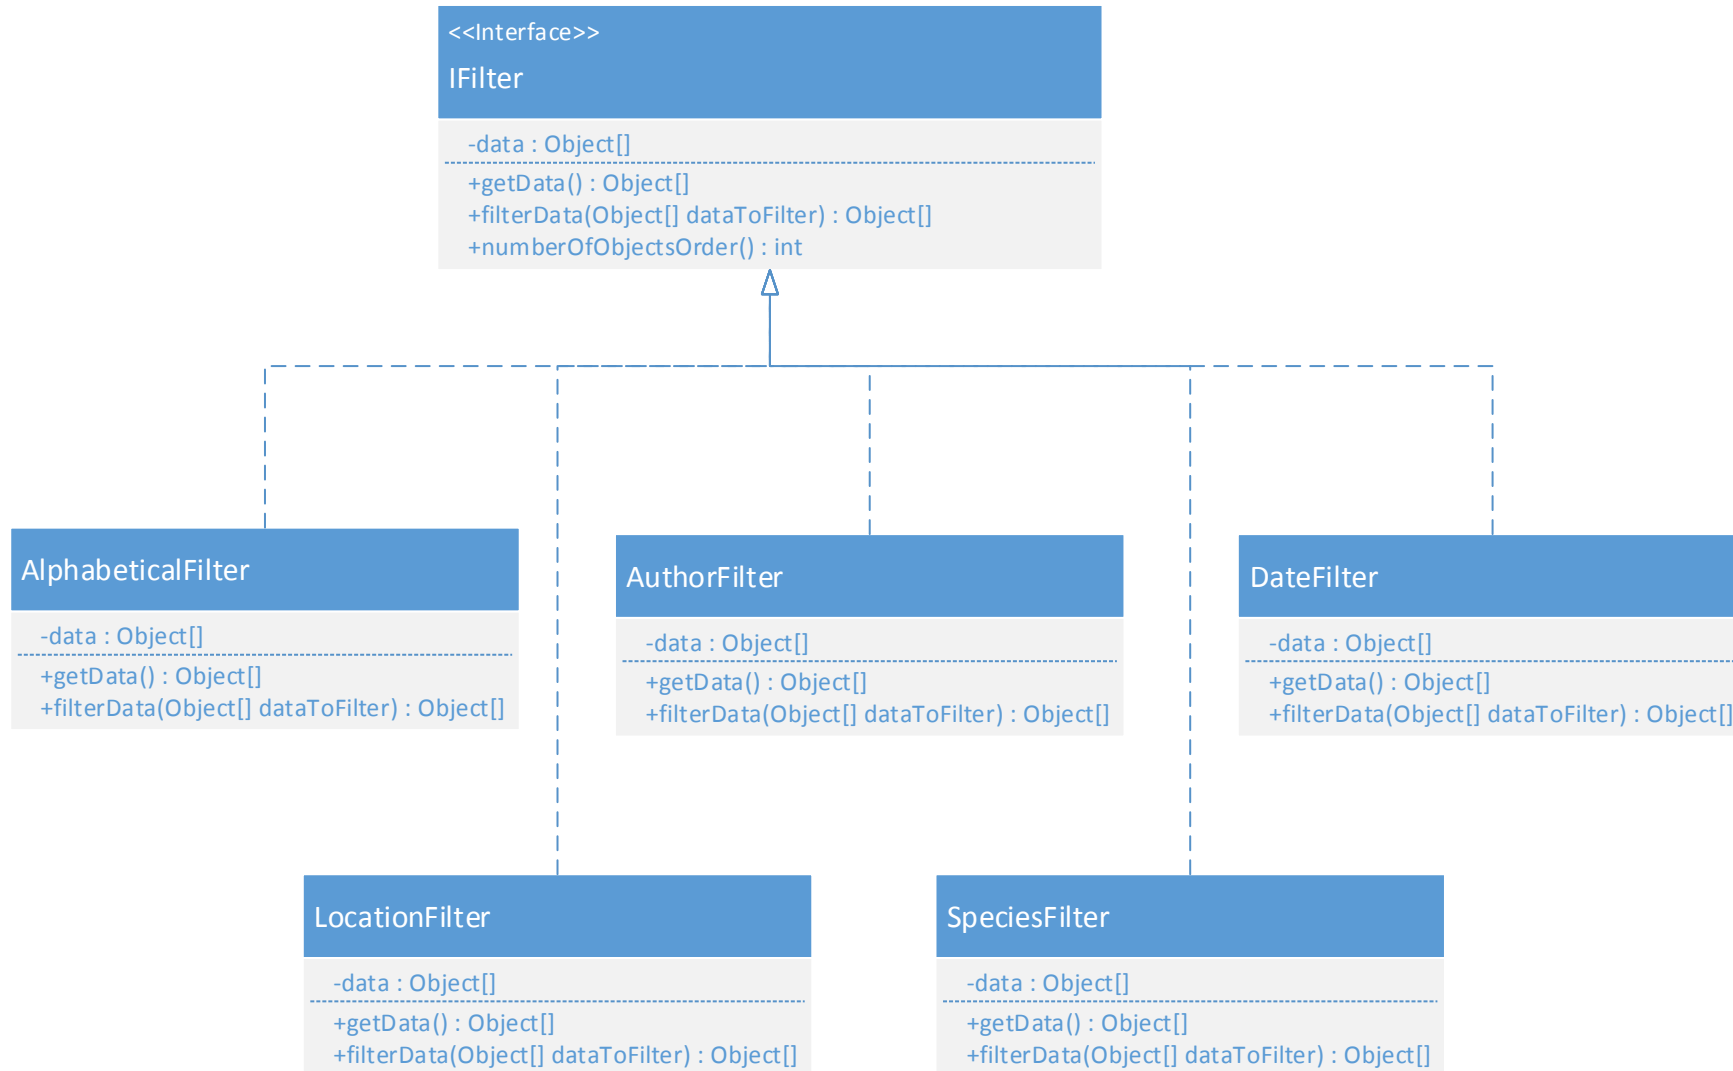 <<Interface>>
IFilter
-data : Object[]
+getData() : Object[]
+filterData(Object[] dataToFilter) : Object[]
+numberOfObjectsOrder() : int
AlphabeticalFilter
-data : Object[]
+getData() : Object[]
+filterData(Object[] dataToFilter) : Object[]
AuthorFilter
-data : Object[]
+getData() : Object[]
+filterData(Object[] dataToFilter) : Object[]
DateFilter
-data : Object[]
+getData() : Object[]
+filterData(Object[] dataToFilter) : Object[]
LocationFilter
-data : Object[]
+getData() : Object[]
+filterData(Object[] dataToFilter) : Object[]
SpeciesFilter
-data : Object[]
+getData() : Object[]
+filterData(Object[] dataToFilter) : Object[]